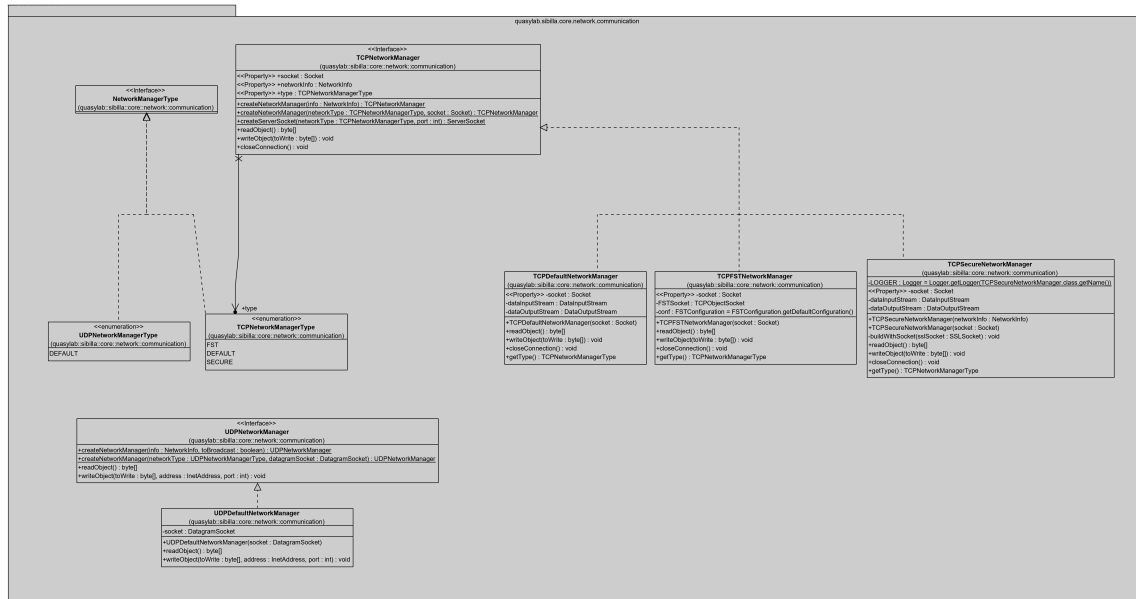 quasylab.sibilla.core.network.communication
<<Interface>>
TCPNetworkManager
(quasylab::sibilla::core::network::communication)
<<Property>> +socket : Socket
<<Property>> +networkInfo : NetworkInfo
<<Property>> +type : TCPNetworkManagerType
+createNetworkManager(info : NetworkInfo) : TCPNetworkManager
+createNetworkManager(networkType : TCPNetworkManagerType, socket : Socket) : TCPNetworkManager
+createServerSocket(networkType : TCPNetworkManagerType, port : int) : ServerSocket
+readObject() : byte[]
+writeObject(toWrite : byte[]) : void
+closeConnection() : void
<<Interface>>
NetworkManagerType
(quasylab::sibilla::core::network::communication)
+type
<<enumeration>>
UDPNetworkManagerType
(quasylab::sibilla::core::network::communication)
DEFAULT
<<enumeration>>
TCPNetworkManagerType
(quasylab::sibilla::core::network::communication)
FST
DEFAULT
SECURE
TCPDefaultNetworkManager
(quasylab::sibilla::core::network::communication)
<<Property>> -socket : Socket
-dataInputStream : DataInputStream
-dataOutputStream : DataOutputStream
+TCPDefaultNetworkManager(socket : Socket)
+readObject() : byte[]
+writeObject(toWrite : byte[]) : void
+closeConnection() : void
+getType() : TCPNetworkManagerType
TCPFSTNetworkManager
(quasylab::sibilla::core::network::communication)
<<Property>> -socket : Socket
-FSTSocket : TCPObjectSocket
-conf : FSTConfiguration = FSTConfiguration.getDefaultConfiguration()
+TCPFSTNetworkManager(socket : Socket)
+readObject() : byte[]
+writeObject(toWrite : byte[]) : void
+closeConnection() : void
+getType() : TCPNetworkManagerType
TCPSecureNetworkManager
(quasylab::sibilla::core::network::communication)
-LOGGER : Logger = Logger.getLogger(TCPSecureNetworkManager.class.getName())
<<Property>> -socket : Socket
-dataInputStream : DataInputStream
-dataOutputStream : DataOutputStream
+TCPSecureNetworkManager(networkInfo : NetworkInfo)
+TCPSecureNetworkManager(socket : Socket)
-buildWithSocket(sslSocket : SSLSocket) : void
+readObject() : byte[]
+writeObject(toWrite : byte[]) : void
+closeConnection() : void
+getType() : TCPNetworkManagerType
<<Interface>>
UDPNetworkManager
(quasylab::sibilla::core::network::communication)
+createNetworkManager(info : NetworkInfo, toBroadcast : boolean) : UDPNetworkManager
+createNetworkManager(networkType : UDPNetworkManagerType, datagramSocket : DatagramSocket) : UDPNetworkManager
+readObject() : byte[]
+writeObject(toWrite : byte[], address : InetAddress, port : int) : void
UDPDefaultNetworkManager
(quasylab::sibilla::core::network::communication)
-socket : DatagramSocket
+UDPDefaultNetworkManager(socket : DatagramSocket)
+readObject() : byte[]
+writeObject(toWrite : byte[], address : InetAddress, port : int) : void